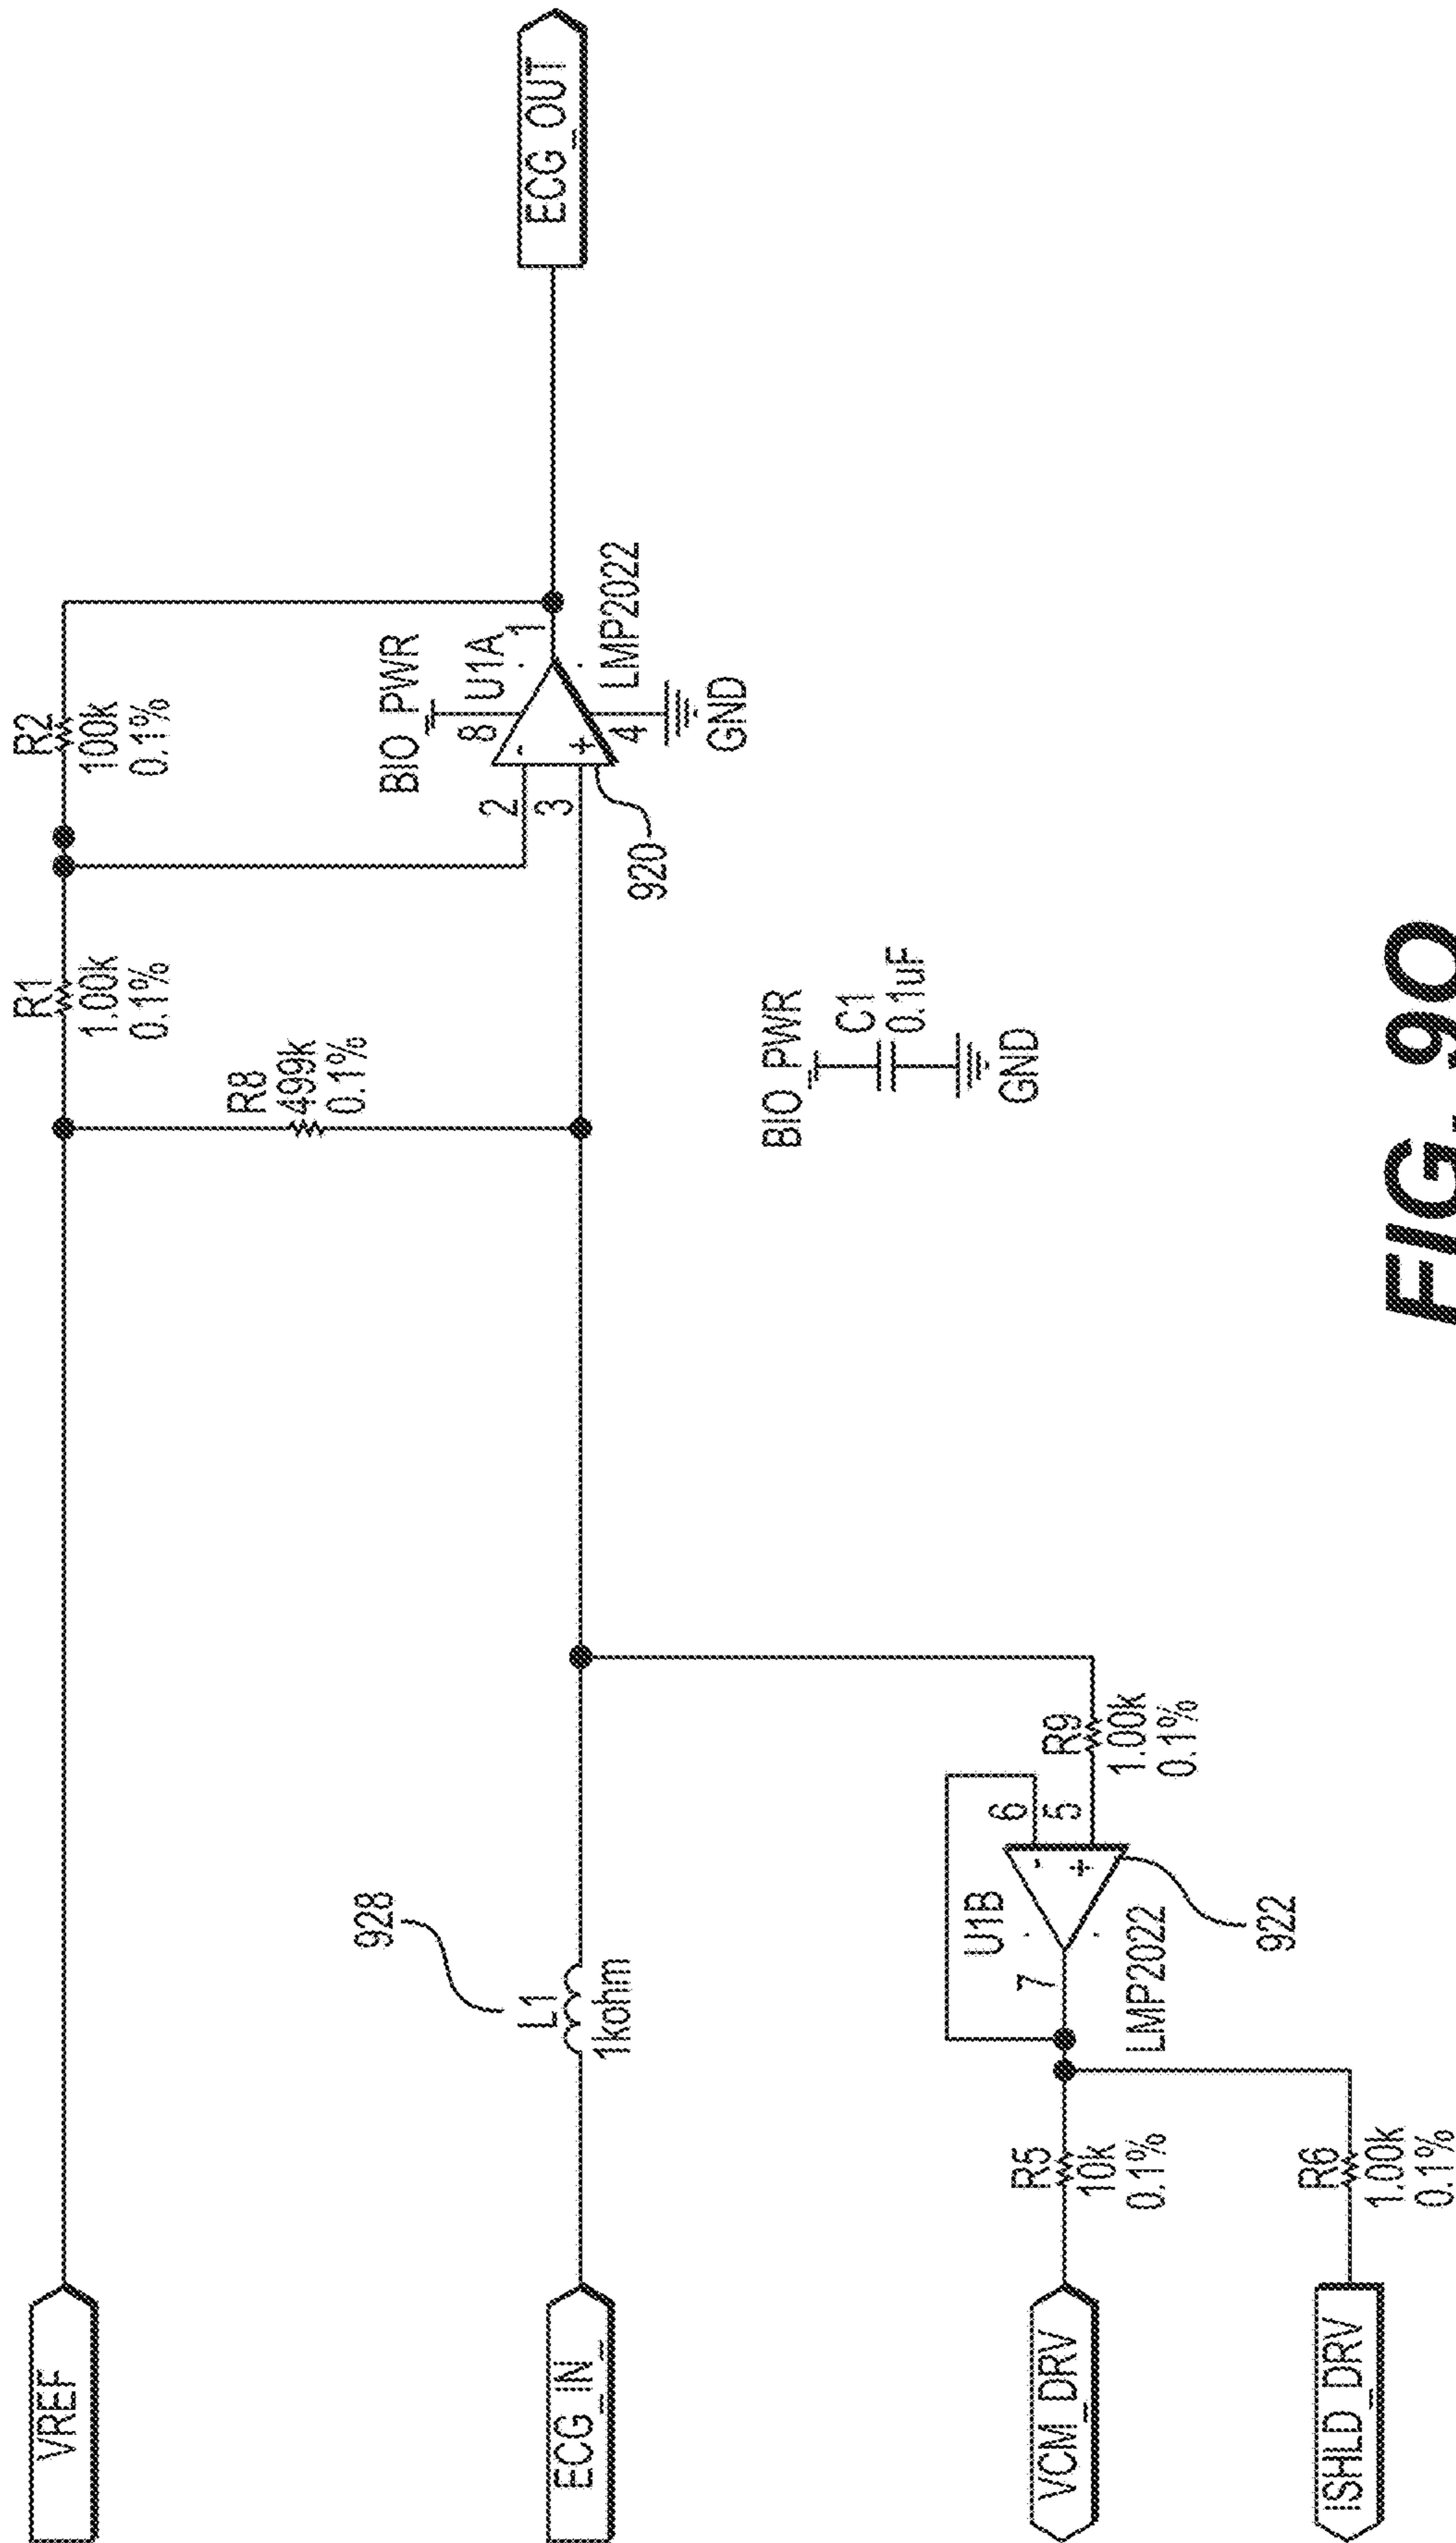 VREF
R1
1.00k
0.1%
R2
100k
0.1%
R8
499k
0.1%
BIO_PWR
8
U1A
1
2
-
3
+
4
GND
LMP2022
920
ECG_OUT
928
L1
1kohm
ECG_IN_
BIO_PWR
C1
0.1uF
GND
U1B
6
-
5
+
7
LMP2022
922
R9
1.00k
0.1%
R5
10k
0.1%
VCM_DRV
R6
1.00k
0.1%
ISHLD_DRV